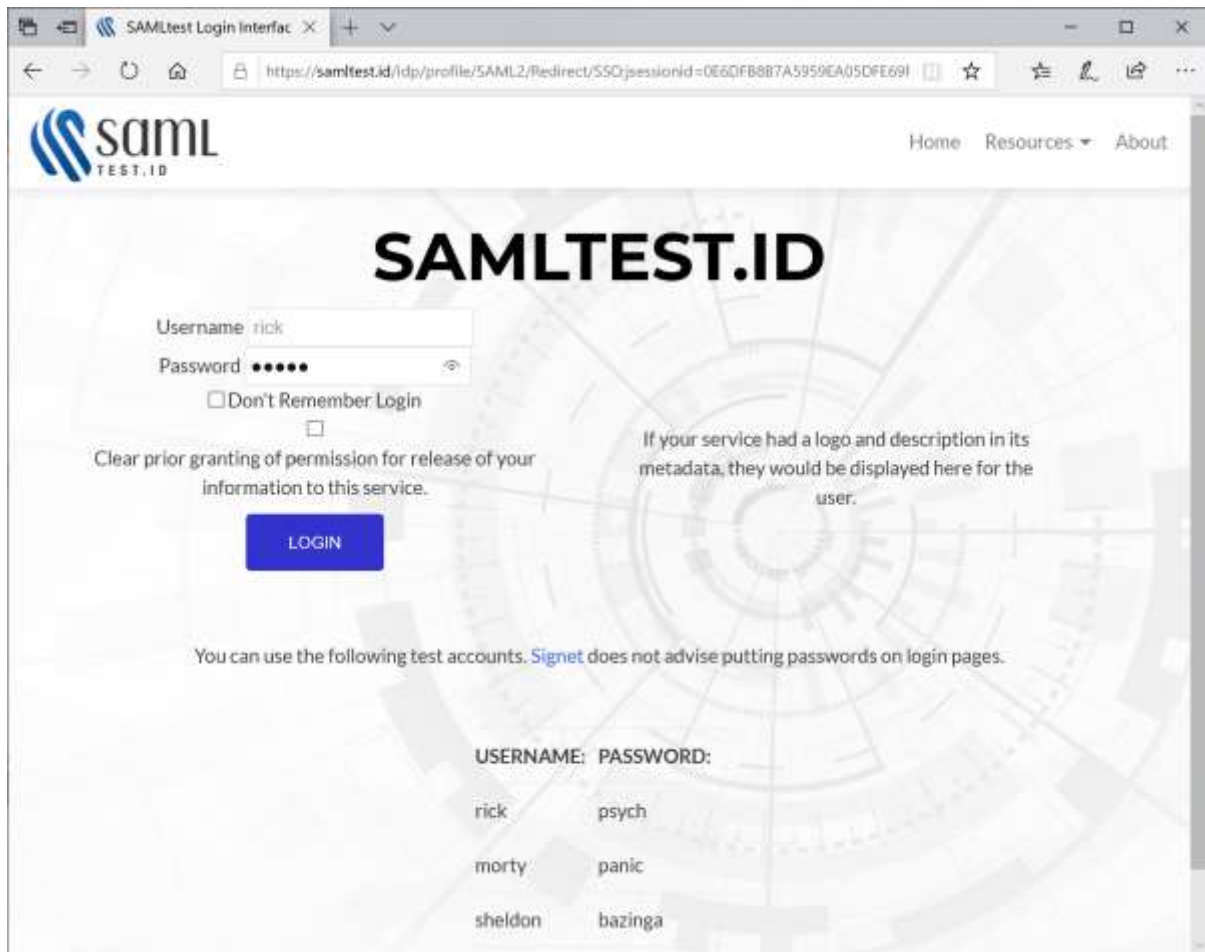 SAMLtest Login Interfac
https://samltest.id/idp/profile/SAML2/Redirect/SSO;jsessionid=0E6DFB8B7A5959EA05DFE69F
saml
TEST.ID
Home Resources About
SAMLTEST.ID
Username rick
Password •••••
Don't Remember Login
Clear prior granting of permission for release of your
information to this service.
LOGIN
If your service had a logo and description in its
metadata, they would be displayed here for the
user.
You can use the following test accounts. Signet does not advise putting passwords on login pages.
USERNAME: PASSWORD:
rick psych
morty panic
sheldon bazinga